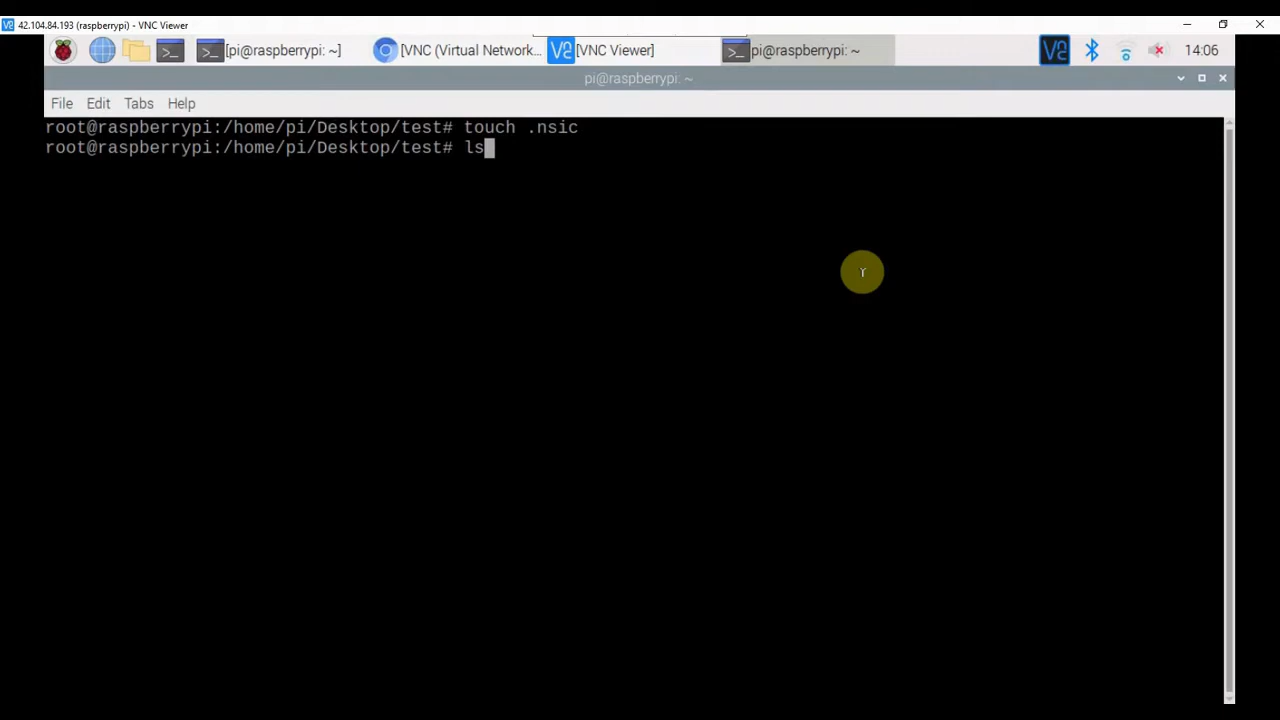 42.104.84.193 (raspberrypi) - VNC Viewer
[pi@raspberrypi: ~] [VNC (Virtual Network... [VNC Viewer] pi@raspberrypi: ~ 14:06
pi@raspberrypi: ~
File Edit Tabs Help
root@raspberrypi:/home/pi/Desktop/test# touch .nsic
root@raspberrypi:/home/pi/Desktop/test# ls